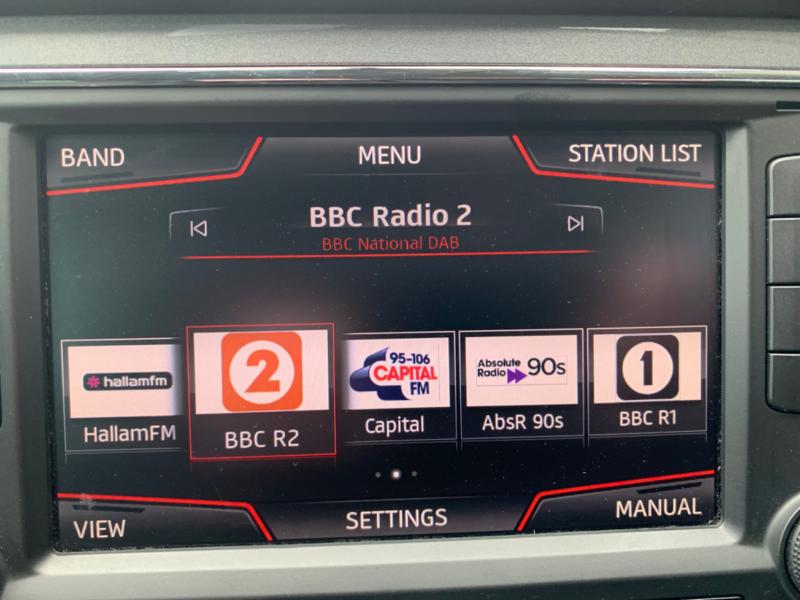 BAND
MENU
STATION LIST
BBC Radio 2
BBC National DAB
hallamfm
2
95-106
CAPITAL
FM
Absolute
Radio
90s
1
HallamFM
BBC R2
Capital
AbsR 90s
BBC R1
VIEW
SETTINGS
MANUAL